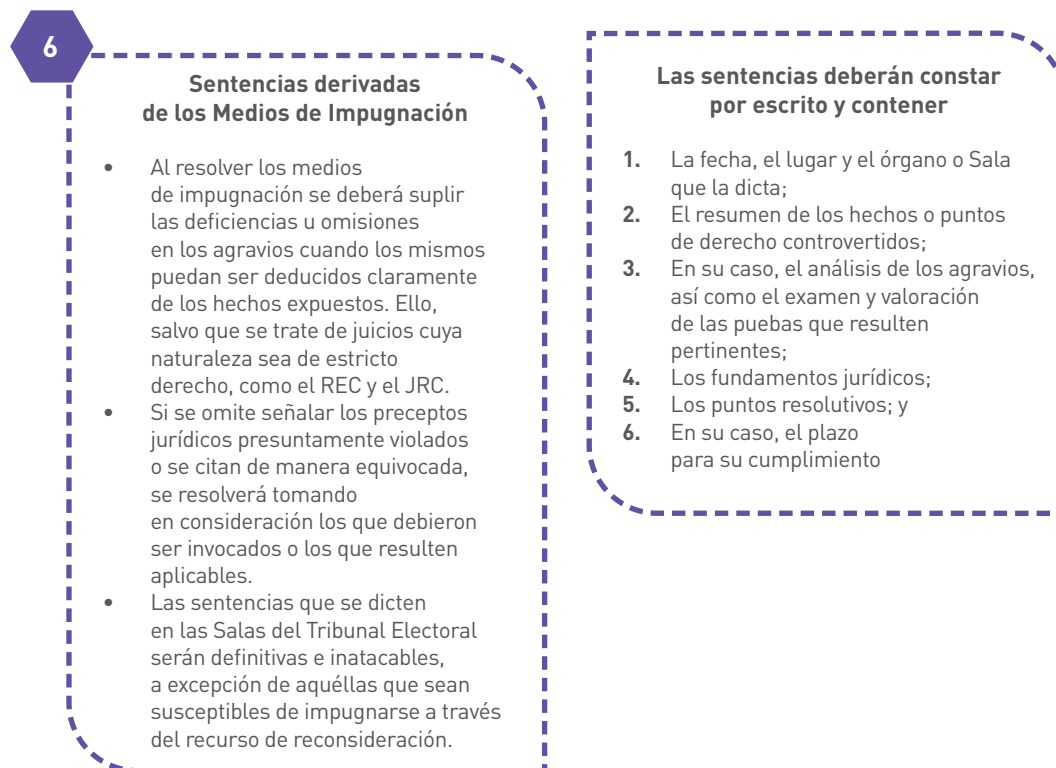 6
Sentencias derivadas
de los Medios de Impugnación
• Al resolver los medios
de impugnación se deberá suplir
las deficiencias u omisiones
en los agravios cuando los mismos
puedan ser deducidos claramente
de los hechos expuestos. Ello,
salvo que se trate de juicios cuya
naturaleza sea de estricto
derecho, como el REC y el JRC.
• Si se omite señalar los preceptos
jurídicos presuntamente violados
o se citan de manera equivocada,
se resolverá tomando
en consideración los que debieron
ser invocados o los que resulten
aplicables.
• Las sentencias que se dicten
en las Salas del Tribunal Electoral
serán definitivas e inatacables,
a excepción de aquéllas que sean
susceptibles de impugnarse a través
del recurso de reconsideración.
Las sentencias deberán constar
por escrito y contener
1. La fecha, el lugar y el órgano o Sala
que la dicta;
2. El resumen de los hechos o puntos
de derecho controvertidos;
3. En su caso, el análisis de los agravios,
así como el examen y valoración
de las puebas que resulten
pertinentes;
4. Los fundamentos jurídicos;
5. Los puntos resolutivos; y
6. En su caso, el plazo
para su cumplimiento